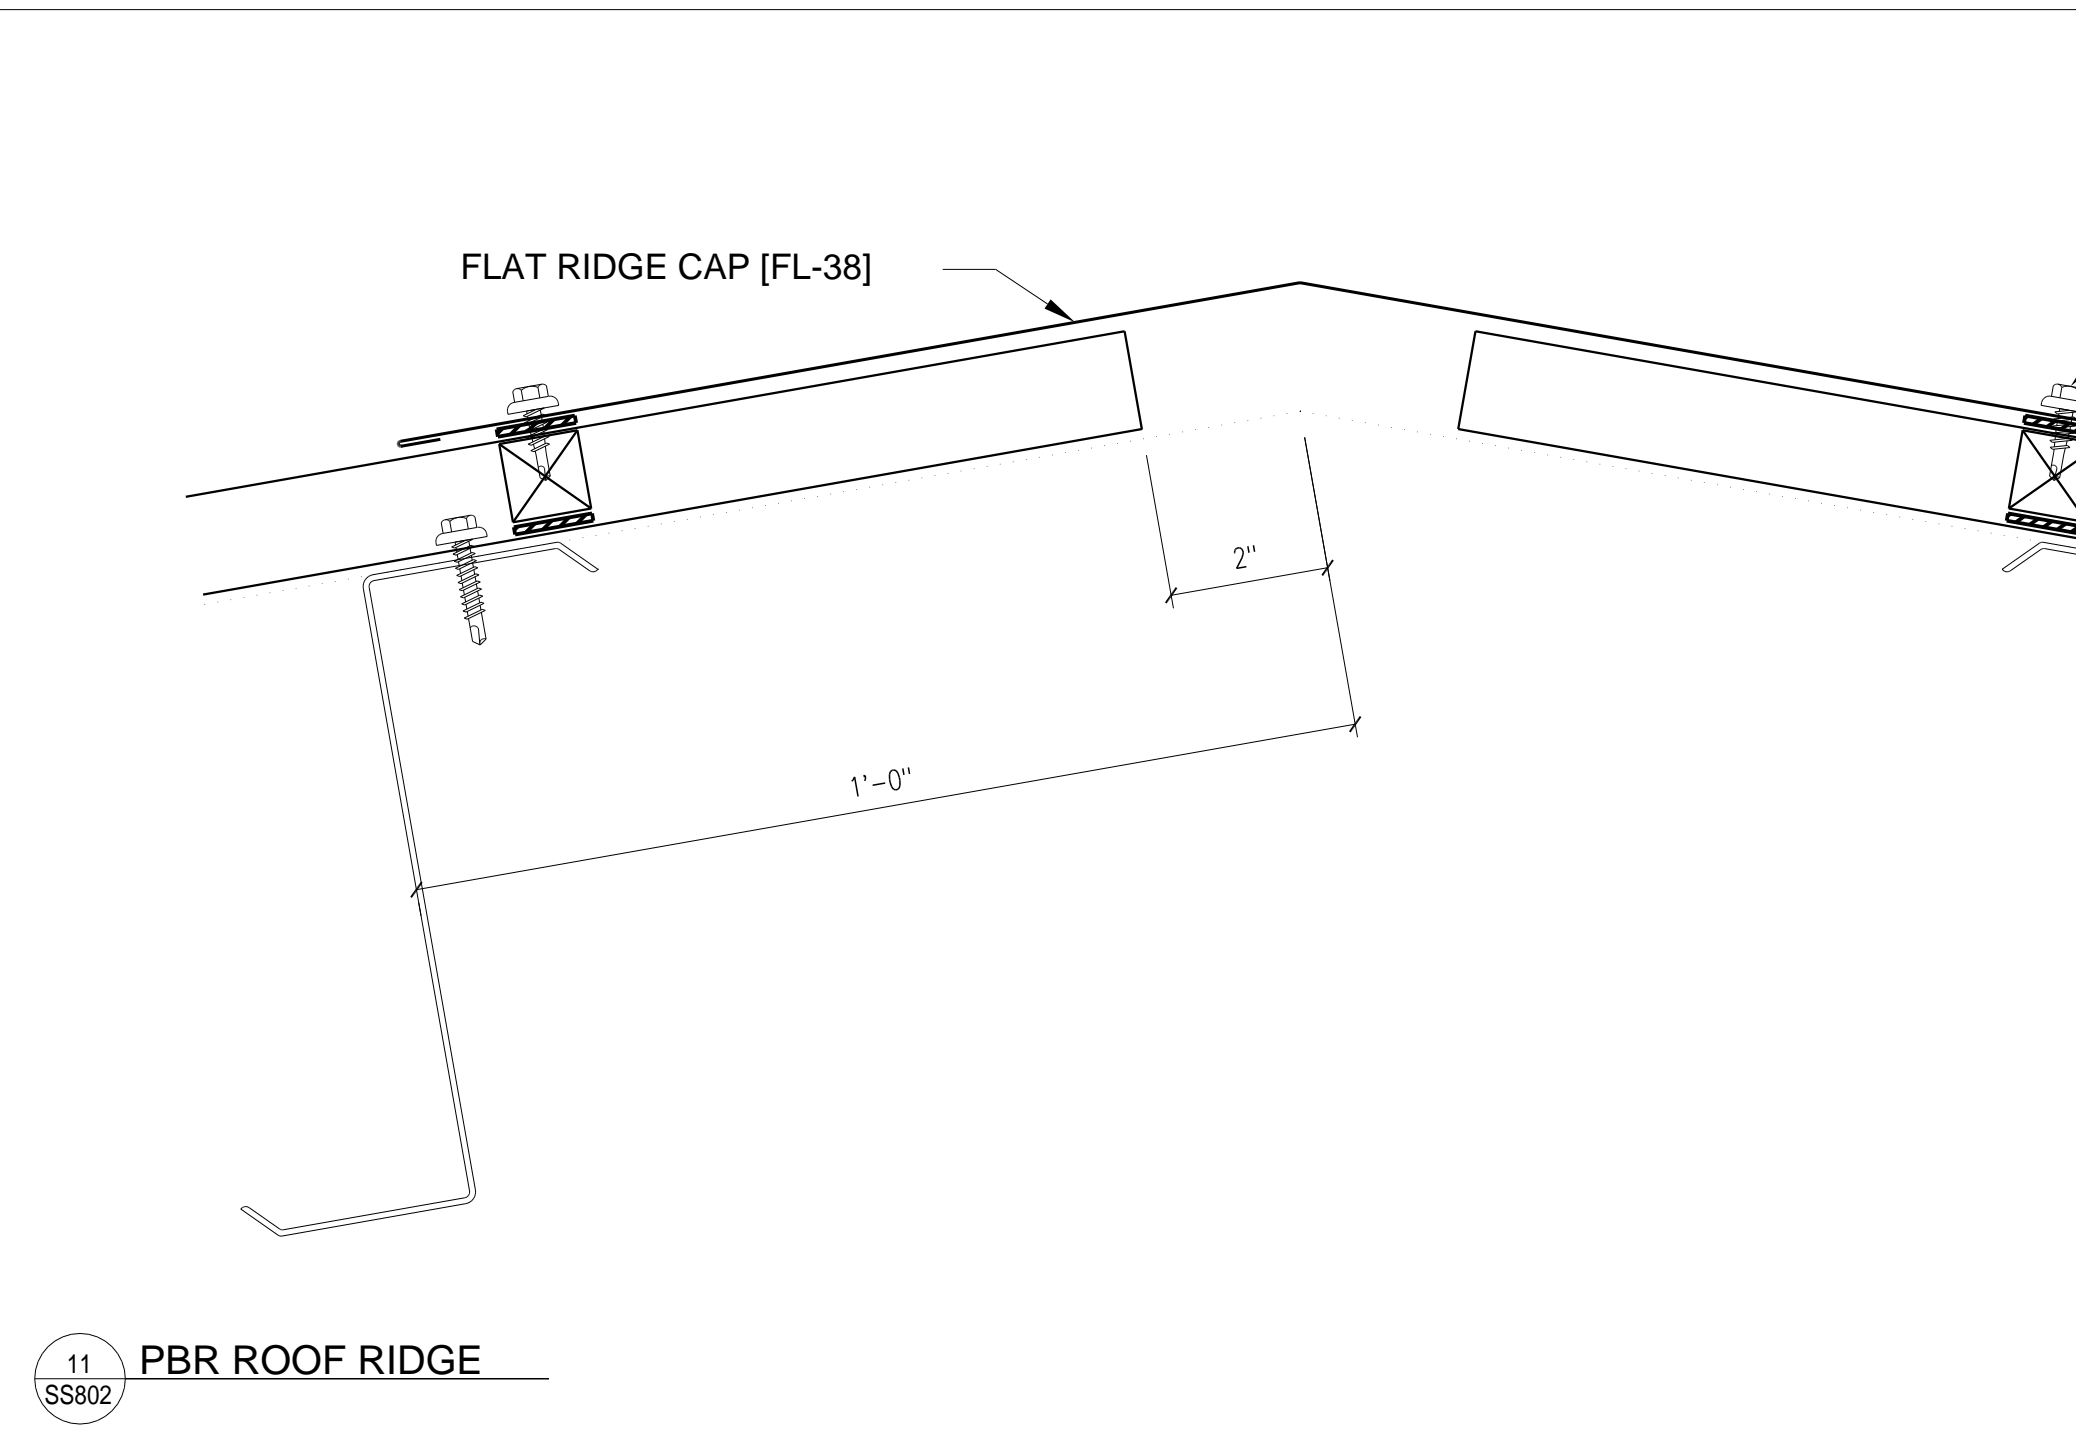 FLAT RIDGE CAP [FL-38]
2"
1'-0"
11
PBR ROOF RIDGE
SS802